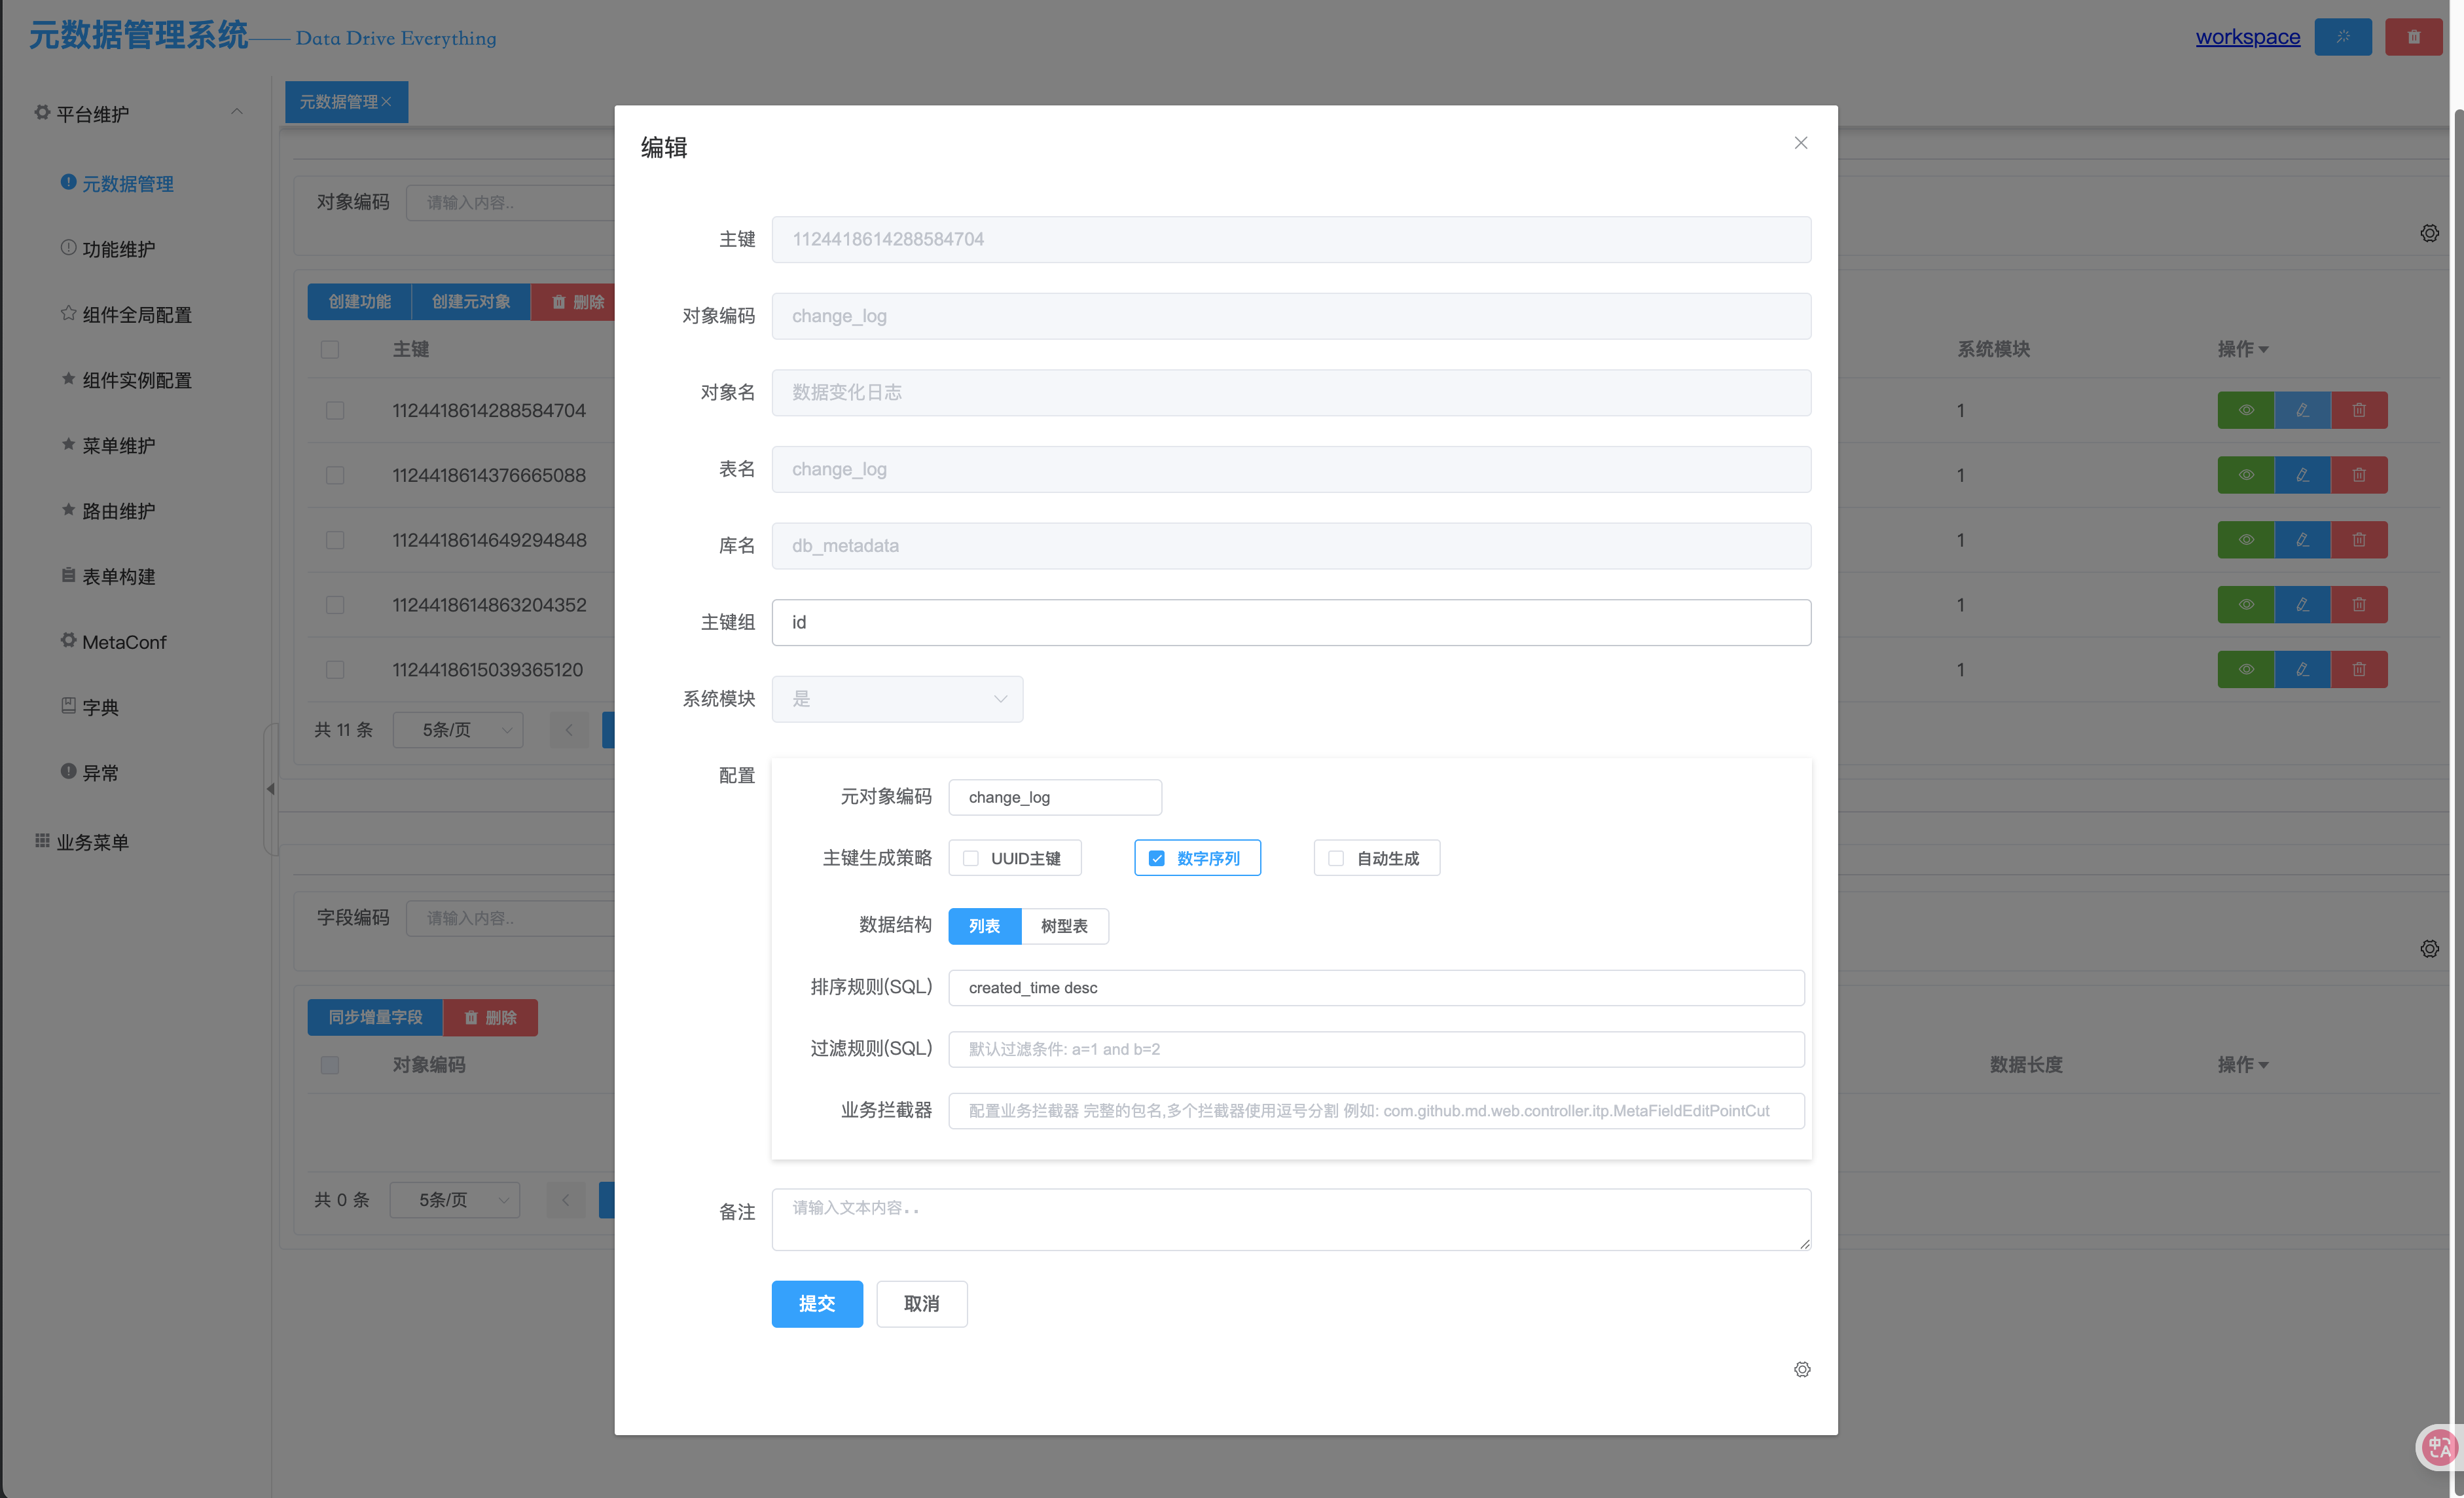 元数据管理系统—— Data Drive Everything
workspace
平台维护
元数据管理
功能维护
组件全局配置
组件实例配置
菜单维护
路由维护
表单构建
MetaConf
字典
异常
业务菜单
元数据管理
对象编码 请输入内容..
创建功能 创建元对象 删除
主键 系统模块 操作
1124418614288584704 1
1124418614376665088 1
1124418614649294848 1
1124418614863204352 1
1124418615039365120 1
共 11 条 5条/页
字段编码 请输入内容..
同步增量字段 删除
对象编码 数据长度 操作
共 0 条 5条/页
编辑
主键 1124418614288584704
对象编码 change_log
对象名 数据变化日志
表名 change_log
库名 db_metadata
主键组 id
系统模块 是
配置
元对象编码 change_log
主键生成策略 UUID主键 数字序列 自动生成
数据结构 列表 树型表
排序规则(SQL) created_time desc
过滤规则(SQL) 默认过滤条件: a=1 and b=2
业务拦截器 配置业务拦截器 完整的包名,多个拦截器使用逗号分割 例如: com.github.md.web.controller.itp.MetaFieldEditPointCut
备注 请输入文本内容..
提交 取消
中A